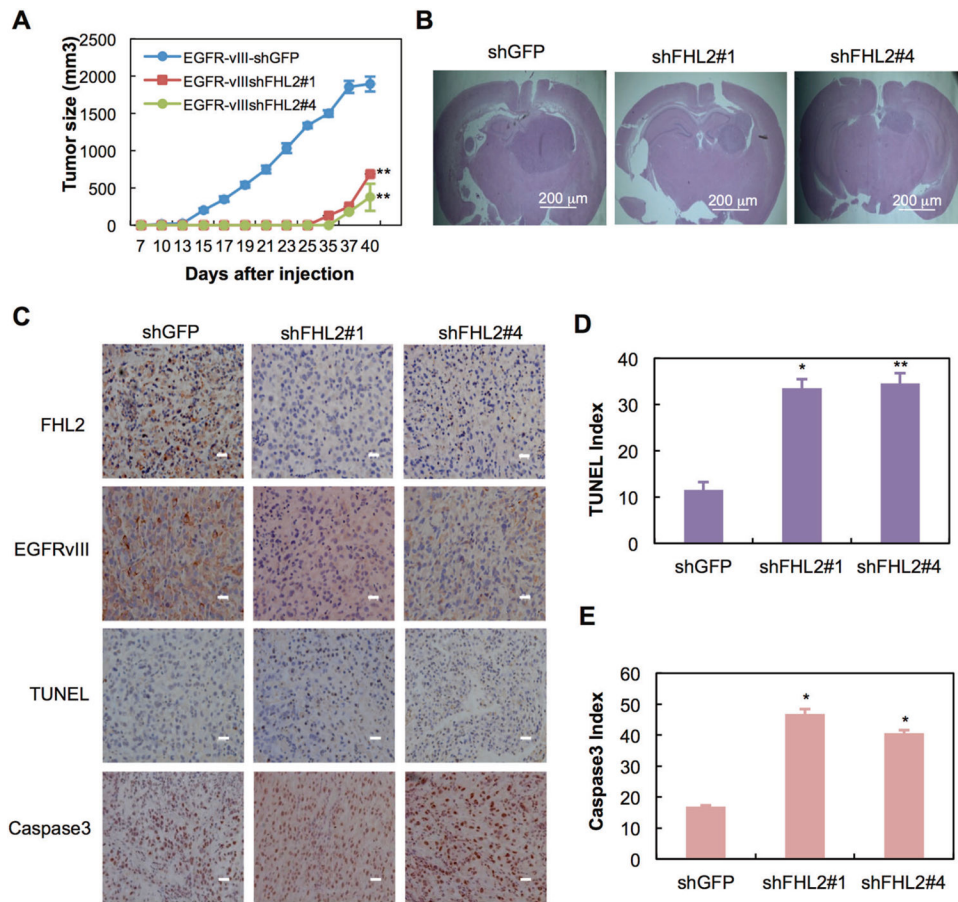 A
Tumor size (mm3)
2500
2000
1500
1000
500
0
EGFR-vIII-shGFP
EGFR-vIIIshFHL2#1
EGFR-vIIIshFHL2#4
**
**
7 10 13 15 17 19 21 23 25 35 37 40
Days after injection
B
shGFP shFHL2#1 shFHL2#4
200 μm 200 μm 200 μm
C
shGFP shFHL2#1 shFHL2#4
FHL2
EGFRvIII
TUNEL
Caspase3
D
TUNEL Index
40
30
20
10
0
* **
shGFP shFHL2#1 shFHL2#4
E
Caspase3 Index
60
50
40
30
20
10
0
* *
shGFP shFHL2#1 shFHL2#4